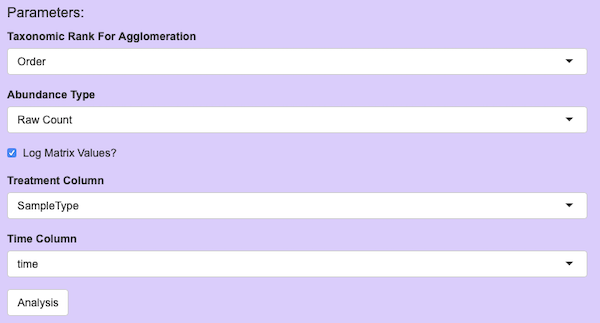 Parameters:
Taxonomic Rank For Agglomeration
Order
Abundance Type
Raw Count
Log Matrix Values?
Treatment Column
SampleType
Time Column
time
Analysis